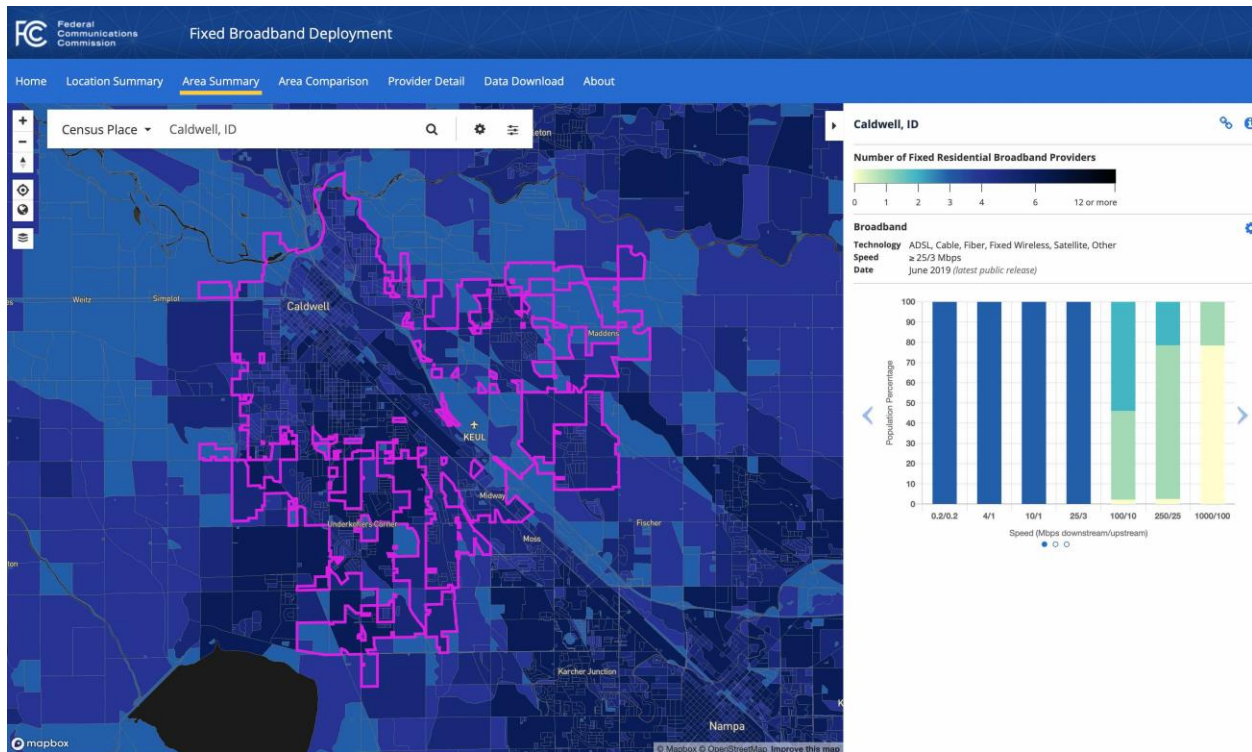 FCC
Federal
Communications
Commission
Fixed Broadband Deployment
Home Location Summary Area Summary Area Comparison Provider Detail Data Download About
Census Place Caldwell, ID
Caldwell, ID
Number of Fixed Residential Broadband Providers
0 1 2 3 4 6 12 or more
Broadband
Technology ADSL, Cable, Fiber, Fixed Wireless, Satellite, Other
Speed ≥ 25/3 Mbps
Date June 2019 (latest public release)
100
90
80
70
60
50
40
30
20
10
0
Population Percentage
0.2/0.2 4/1 10/1 25/3 100/10 250/25 1000/100
Speed (Mbps downstream/upstream)
leton
Weitz
Simplot
Caldwell
Maddens
KEUL
Midway
Underkoflers Corner
Fischer
Moss
ton
Karcher Junction
Nampa
K
mapbox
© Mapbox © OpenStreetMap Improve this map